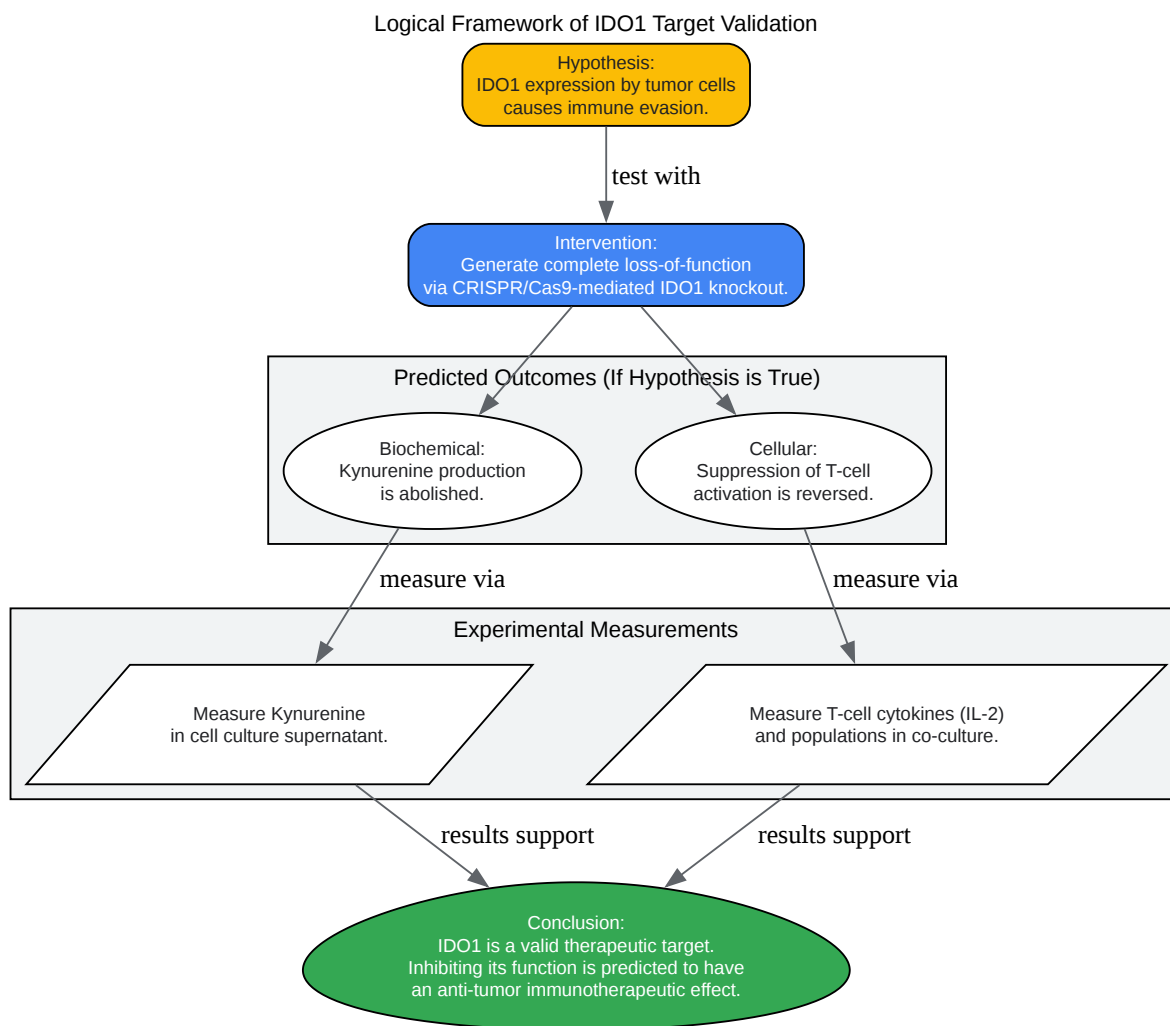 Logical Framework of IDO1 Target Validation
Hypothesis:
IDO1 expression by tumor cells
causes immune evasion.
test with
Intervention:
Generate complete loss-of-function
via CRISPR/Cas9-mediated IDO1 knockout.
Predicted Outcomes (If Hypothesis is True)
Biochemical:
Kynurenine production
is abolished.
Cellular:
Suppression of T-cell
activation is reversed.
measure via
measure via
Experimental Measurements
Measure Kynurenine
in cell culture supernatant.
Measure T-cell cytokines (IL-2)
and populations in co-culture.
results support
results support
Conclusion:
IDO1 is a valid therapeutic target.
Inhibiting its function is predicted to have
an anti-tumor immunotherapeutic effect.